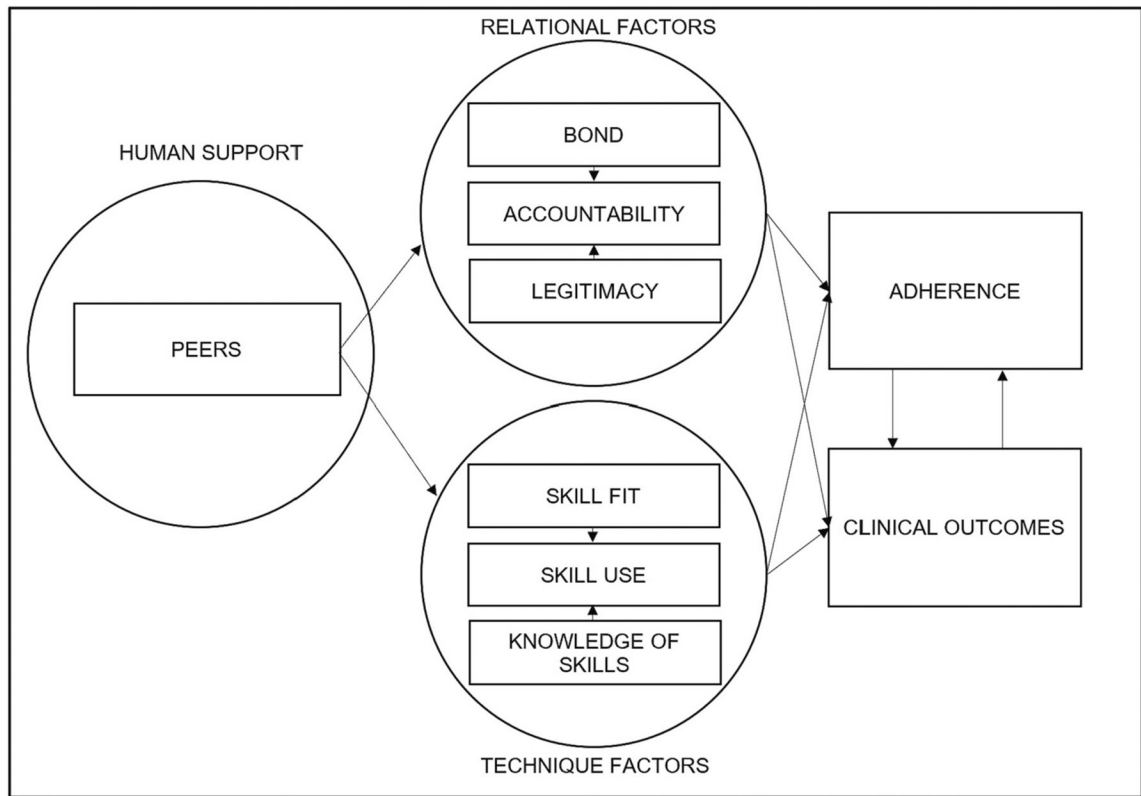 RELATIONAL FACTORS
BOND
ACCOUNTABILITY
LEGITIMACY
HUMAN SUPPORT
PEERS
SKILL FIT
SKILL USE
KNOWLEDGE OF
SKILLS
TECHNIQUE FACTORS
ADHERENCE
CLINICAL OUTCOMES